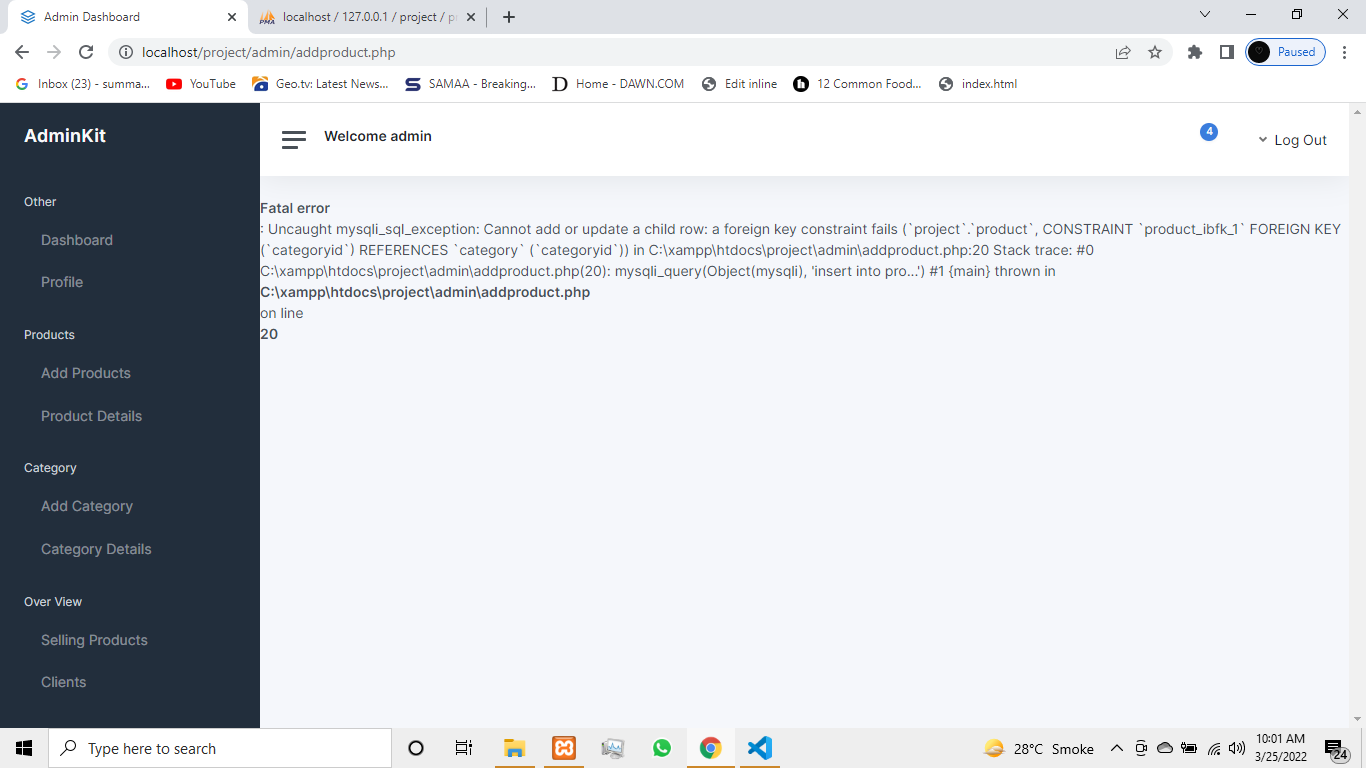 Admin Dashboard
localhost / 127.0.0.1 / project / p
localhost/project/admin/addproduct.php
Paused
Inbox (23) - summa...
YouTube
Geo.tv: Latest News...
SAMAA - Breaking...
Home - DAWN.COM
Edit inline
12 Common Food...
index.html
AdminKit
Welcome admin
4
Log Out
Other
Dashboard
Profile
Products
Add Products
Product Details
Category
Add Category
Category Details
Over View
Selling Products
Clients
Fatal error
: Uncaught mysqli_sql_exception: Cannot add or update a child row: a foreign key constraint fails (`project`.`product`, CONSTRAINT `product_ibfk_1` FOREIGN KEY
(`categoryid`) REFERENCES `category` (`categoryid`)) in C:\xampp\htdocs\project\admin\addproduct.php:20 Stack trace: #0
C:\xampp\htdocs\project\admin\addproduct.php(20): mysqli_query(Object(mysqli), 'insert into pro...') #1 {main} thrown in
C:\xampp\htdocs\project\admin\addproduct.php
on line
20
Type here to search
28°C Smoke
10:01 AM
3/25/2022
24